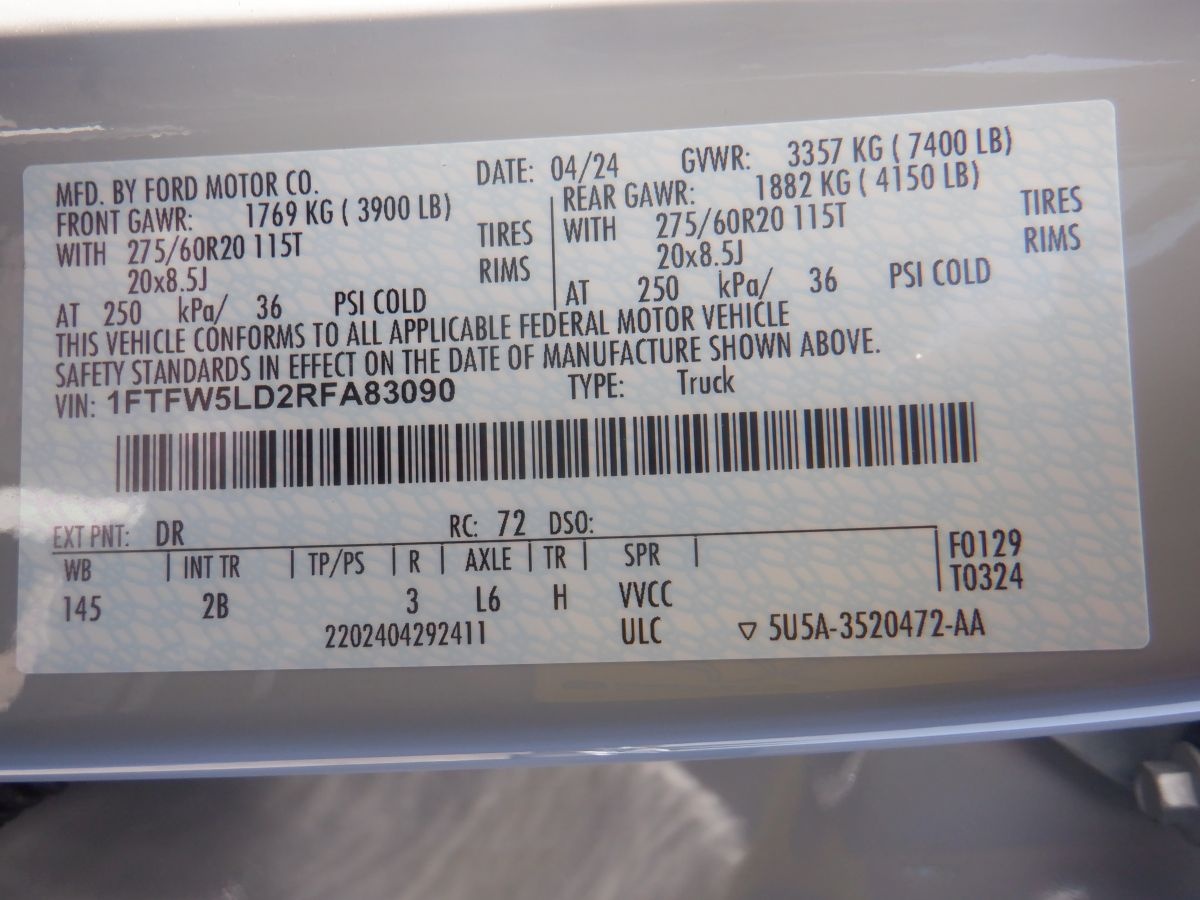 MFD. BY FORD MOTOR CO. DATE: 04/24 GVWR: 3357 KG ( 7400 LB)
FRONT GAWR: 1769 KG ( 3900 LB) REAR GAWR: 1882 KG ( 4150 LB)
WITH 275/60R20 115T TIRES WITH 275/60R20 115T TIRES
20x8.5J RIMS 20x8.5J RIMS
AT 250 kPa/ 36 PSI COLD AT 250 kPa/ 36 PSI COLD
THIS VEHICLE CONFORMS TO ALL APPLICABLE FEDERAL MOTOR VEHICLE
SAFETY STANDARDS IN EFFECT ON THE DATE OF MANUFACTURE SHOWN ABOVE.
VIN: 1FTFW5LD2RFA83090 TYPE: Truck
EXT PNT: DR RC: 72 DSO:
WB INT TR TP/PS R AXLE TR SPR F0129
145 2B 3 L6 H VVCC T0324
2202404292411 ULC ▽ 5U5A-3520472-AA